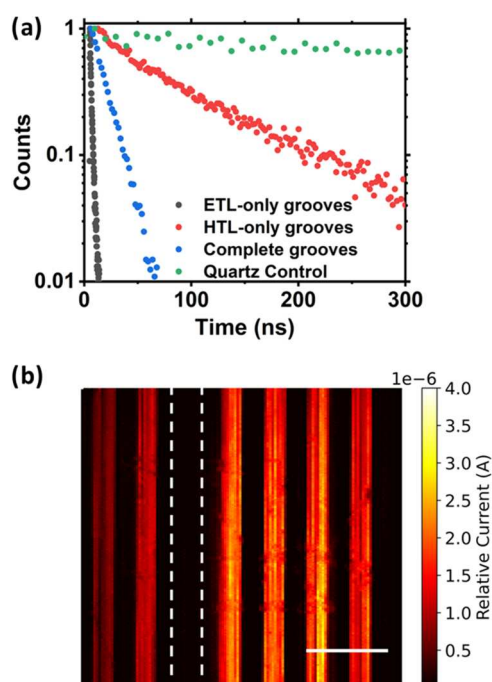 (a)
1
0.1
0.01
Counts
ETL-only grooves
HTL-only grooves
Complete grooves
Quartz Control
0
100
200
300
Time (ns)
(b)
1e−6
4.0
3.5
3.0
2.5
2.0
1.5
1.0
0.5
Relative Current (A)